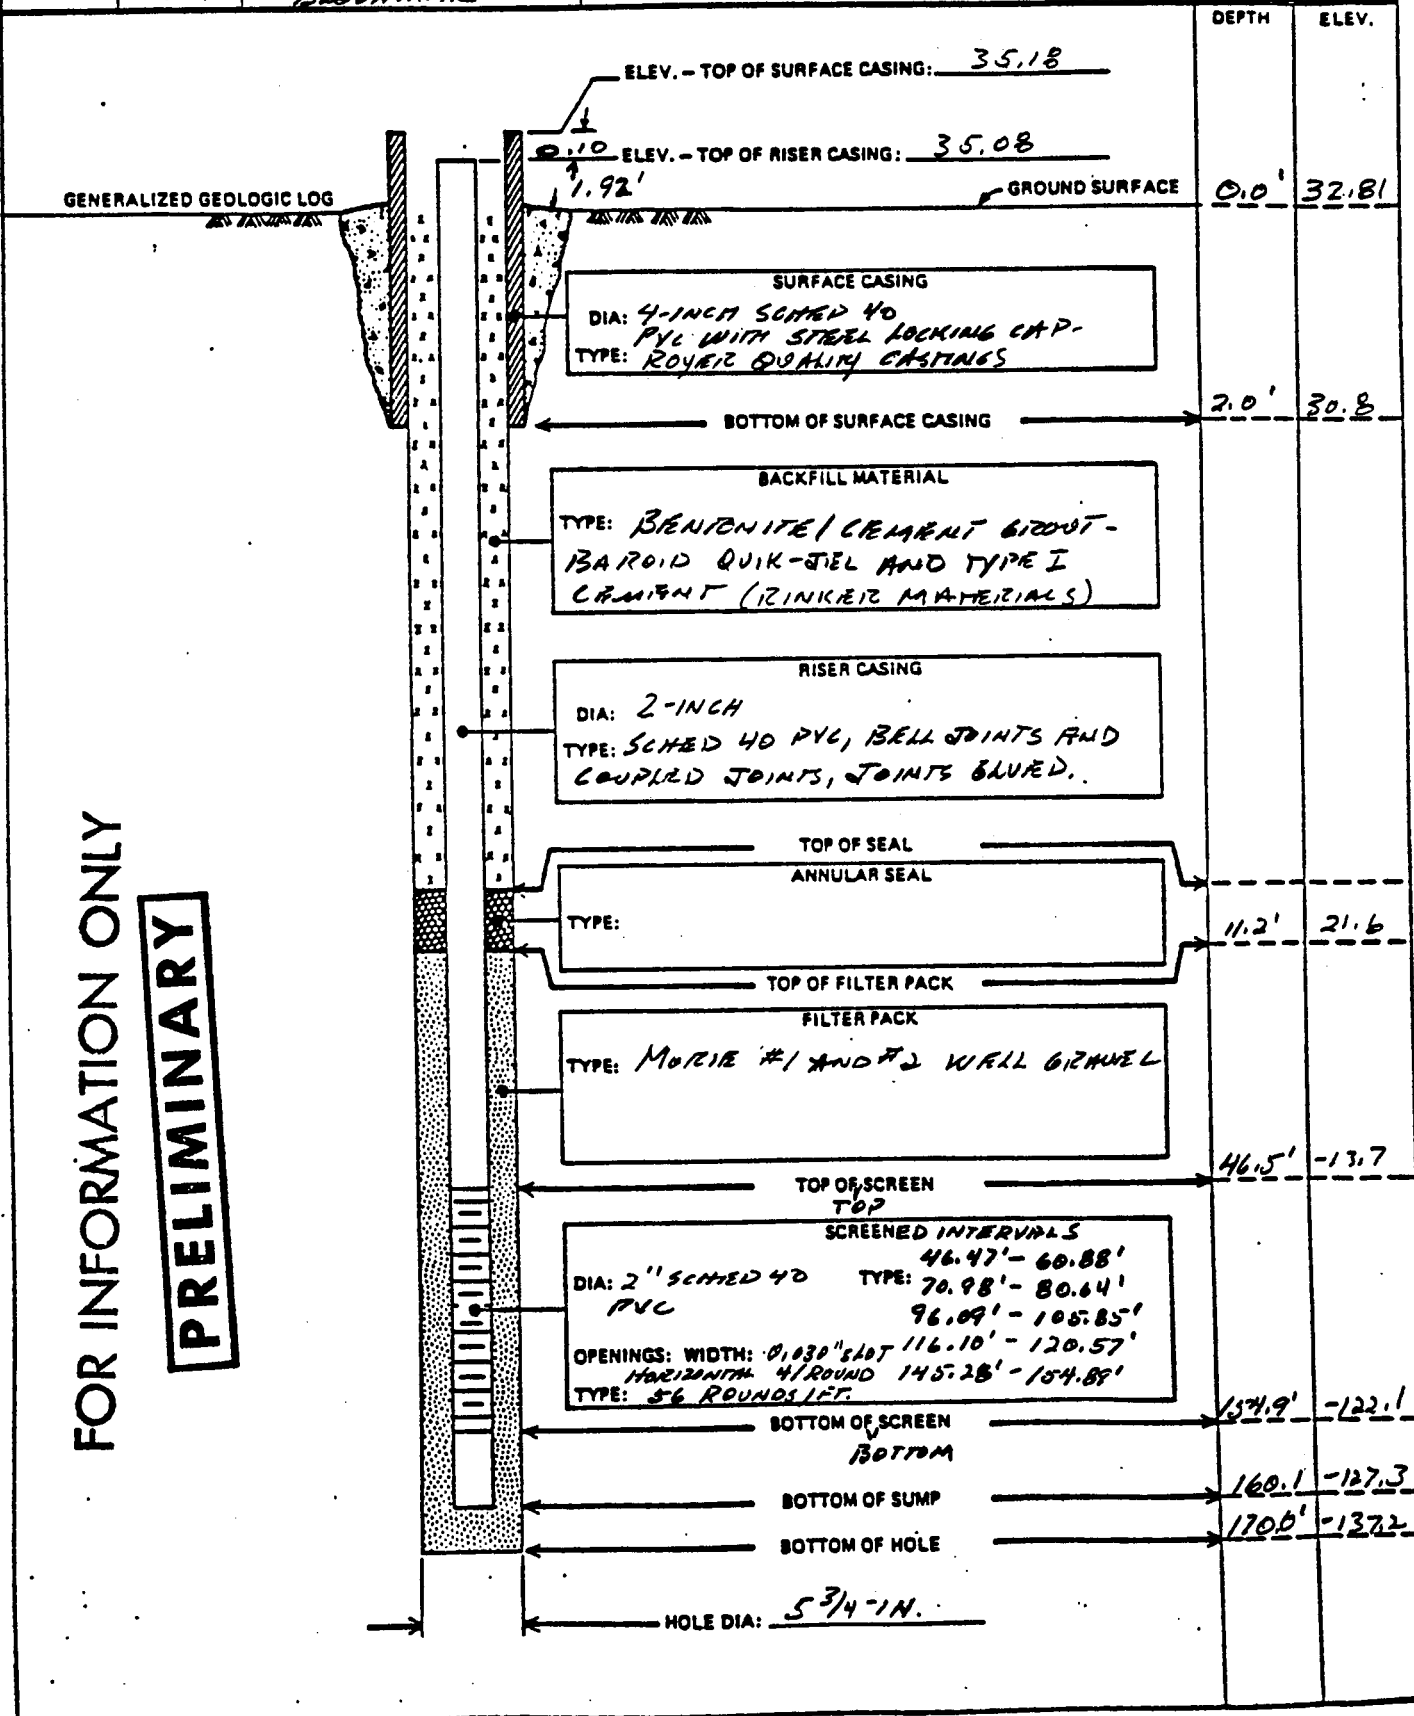 DEPTH ELEV.
ELEV. - TOP OF SURFACE CASING: 35.18
0.10 ELEV. - TOP OF RISER CASING: 35.08
1.92'
GENERALIZED GEOLOGIC LOG
GROUND SURFACE 0.0' 32.81
SURFACE CASING
DIA: 4-INCH SCHED 40
PVC WITH STEEL LOCKING CAP-
TYPE: ROYER QUALITY CASTINGS
BOTTOM OF SURFACE CASING 2.0' 30.8
BACKFILL MATERIAL
TYPE: BENTONITE/CEMENT GROUT-
BAROID QUIK-JEL AND TYPE I
CEMENT (RINKER MATERIALS)
RISER CASING
DIA: 2-INCH
TYPE: SCHED 40 PVC, BELL JOINTS AND
COUPLED JOINTS, JOINTS GLUED.
TOP OF SEAL
ANNULAR SEAL
TYPE:
11.2' 21.6
TOP OF FILTER PACK
FILTER PACK
TYPE: MORIE #1 AND #2 WELL GRAVEL
46.5' -13.7
TOP OF SCREEN
TOP
SCREENED INTERVALS
46.47' - 60.88'
DIA: 2" SCHED 40 TYPE: 70.98' - 80.64'
PVC 96.09' - 105.85'
OPENINGS: WIDTH: 0.030" SLOT 116.10' - 120.57'
HORIZONTAL 4/ROUND 145.28' - 154.89'
TYPE: 56 ROUNDS/FT.
BOTTOM OF SCREEN 154.9' -122.1
BOTTOM
BOTTOM OF SUMP 160.1 -127.3
BOTTOM OF HOLE 170.0' -137.2
HOLE DIA: 5 3/4-IN.
FOR INFORMATION ONLY
PRELIMINARY